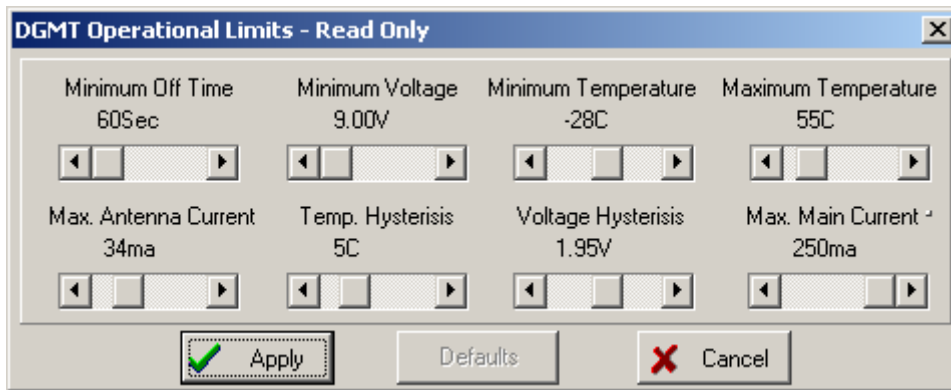 DGMT Operational Limits - Read Only
Minimum Off Time Minimum Voltage Minimum Temperature Maximum Temperature
60Sec 9.00V -28C 55C
Max. Antenna Current Temp. Hysterisis Voltage Hysterisis Max. Main Current
34ma 5C 1.95V 250ma
Apply Defaults Cancel